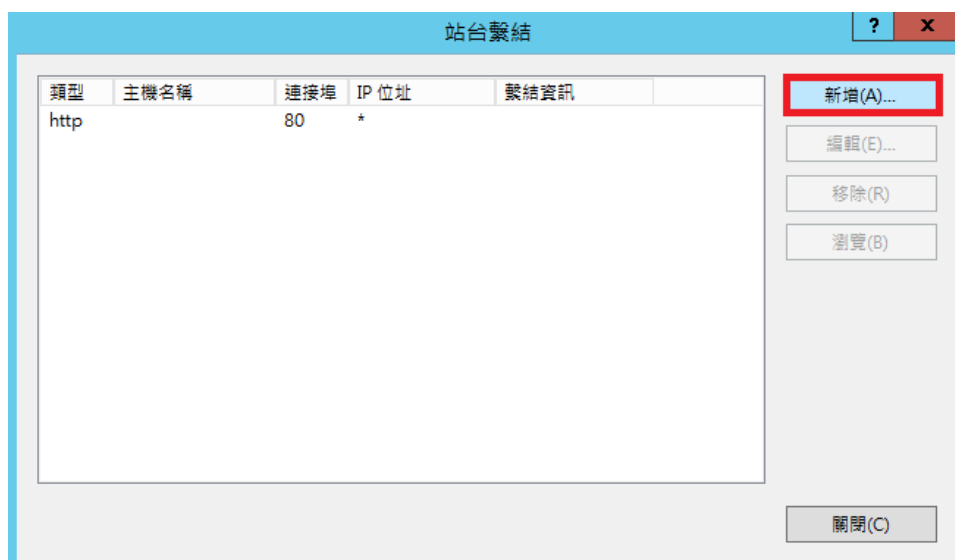 站台繫結
? x
類型 主機名稱 連接埠 IP 位址 繫結資訊
http 80 *
新增(A)...
編輯(E)...
移除(R)
瀏覽(B)
關閉(C)